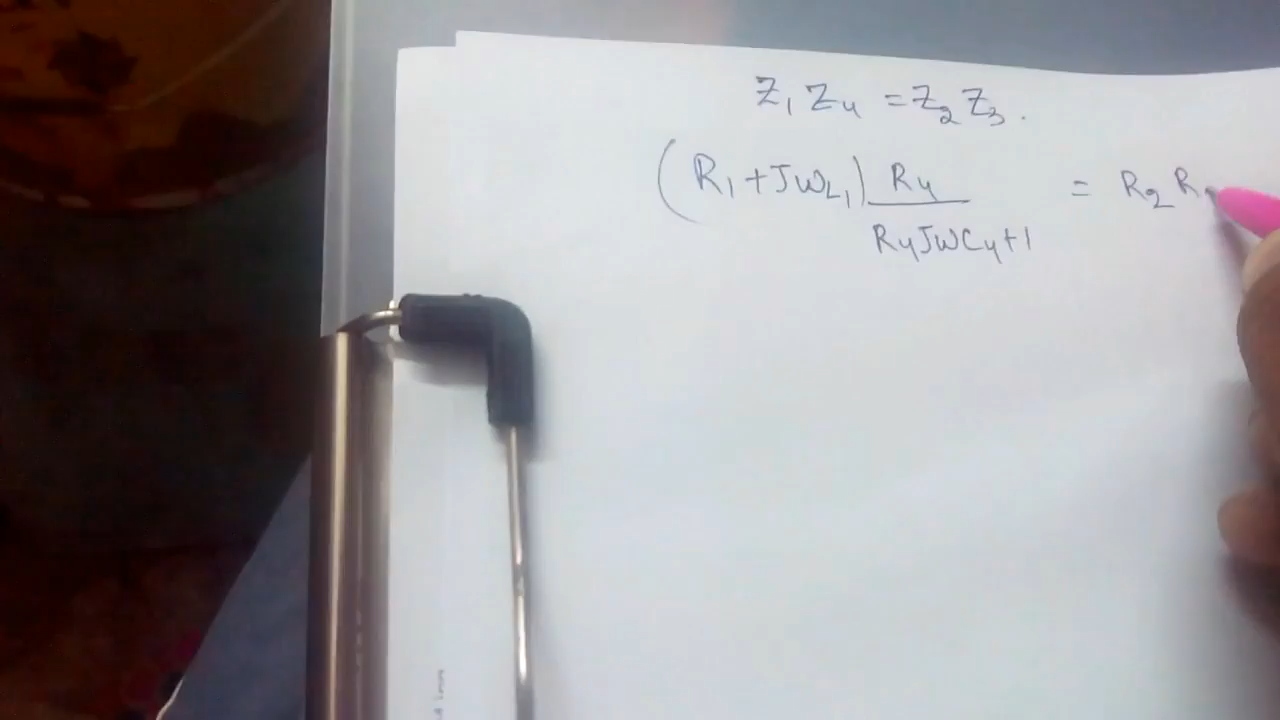 Z₁ Z₄ = Z₂ Z₃.
(R₁ + JωL₁) R₄ = R₂ R
R₄JωC₄+1